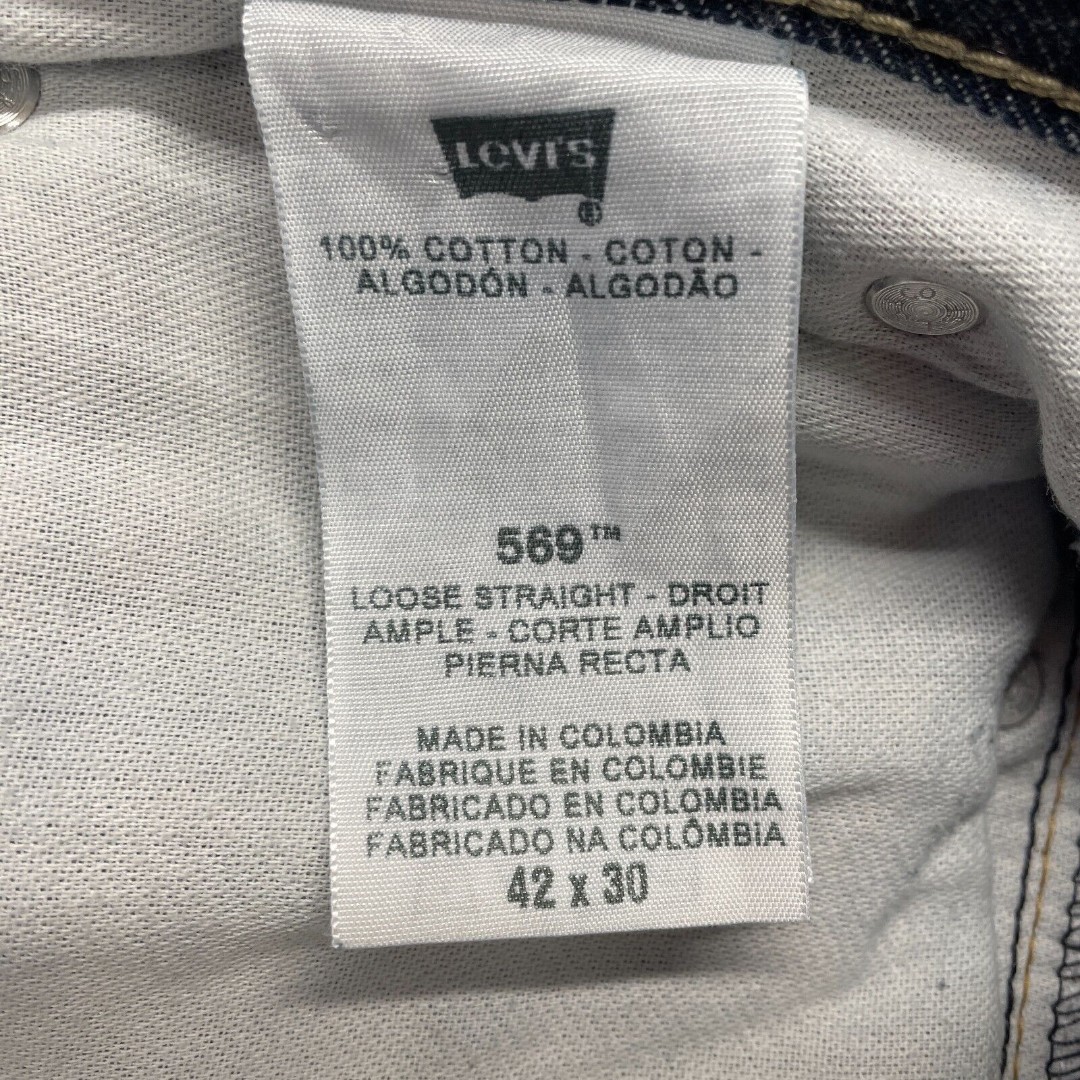 LEVI'S
®
100% COTTON - COTON -
ALGODÓN - ALGODÃO
569™
LOOSE STRAIGHT - DROIT
AMPLE - CORTE AMPLIO
PIERNA RECTA
MADE IN COLOMBIA
FABRIQUE EN COLOMBIE
FABRICADO EN COLOMBIA
FABRICADO NA COLÔMBIA
42 x 30